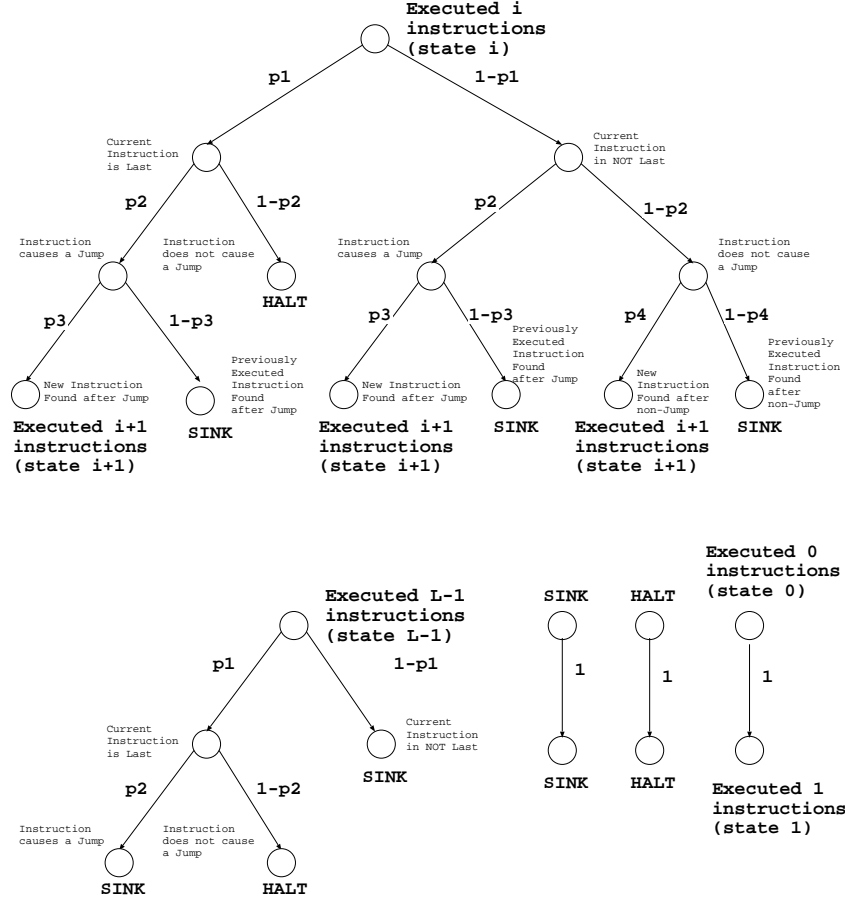 Executed i
instructions
(state i)
p1
1-p1
Current
Instruction
is Last
Current
Instruction
in NOT Last
p2
1-p2
p2
1-p2
Instruction
causes a Jump
Instruction
does not cause
a Jump
Instruction
causes a Jump
Instruction
does not cause
a Jump
HALT
p3
1-p3
p3
1-p3
p4
1-p4
New Instruction
Found after Jump
Previously
Executed
Instruction
Found
after Jump
New Instruction
Found after Jump
Previously
Executed
Instruction
Found
after Jump
New
Instruction
Found after
non-Jump
Previously
Executed
Instruction
Found
after
non-Jump
Executed i+1
instructions
(state i+1)
SINK
Executed i+1
instructions
(state i+1)
SINK
Executed i+1
instructions
(state i+1)
SINK
Executed L-1
instructions
(state L-1)
p1
1-p1
Current
Instruction
is Last
Current
Instruction
in NOT Last
SINK
p2
1-p2
Instruction
causes a Jump
Instruction
does not cause
a Jump
SINK
HALT
SINK
1
SINK
HALT
1
HALT
Executed 0
instructions
(state 0)
1
Executed 1
instructions
(state 1)